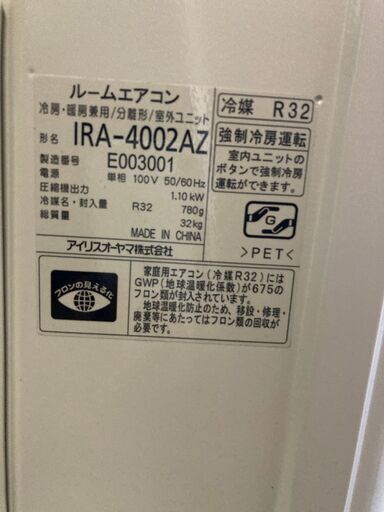 ルームエアコン
冷房・暖房兼用/分離形/室外ユニット
形名 IRA-4002AZ
製造番号 E003001
電源 単相 100V 50/60Hz
圧縮機出力 1.10kW
冷媒名・封入量 R32 780g
総質量 32kg
MADE IN CHINA
アイリスオーヤマ株式会社
冷媒 R32
強制冷房運転
室内ユニットの
ボタンで強制冷房
運転ができます。
G
>PET<
フロンの見える化
家庭用エアコン(冷媒R32)には
GWP(地球温暖化係数)が675の
フロン類が封入されています。
地球温暖化防止のため、移設・修理・
廃棄等にあたってはフロン類の回収が
必要です。